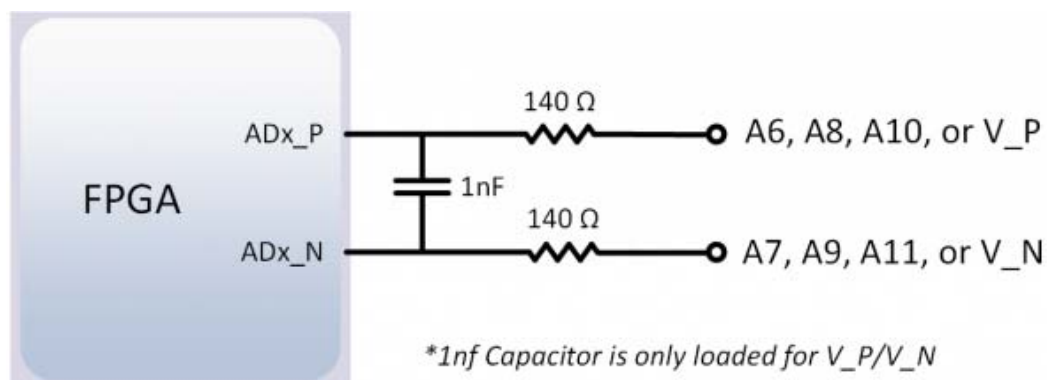 140 Ω
ADx_P
A6, A8, A10, or V_P
1nF
FPGA
140 Ω
ADx_N
A7, A9, A11, or V_N
*1nf Capacitor is only loaded for V_P/V_N